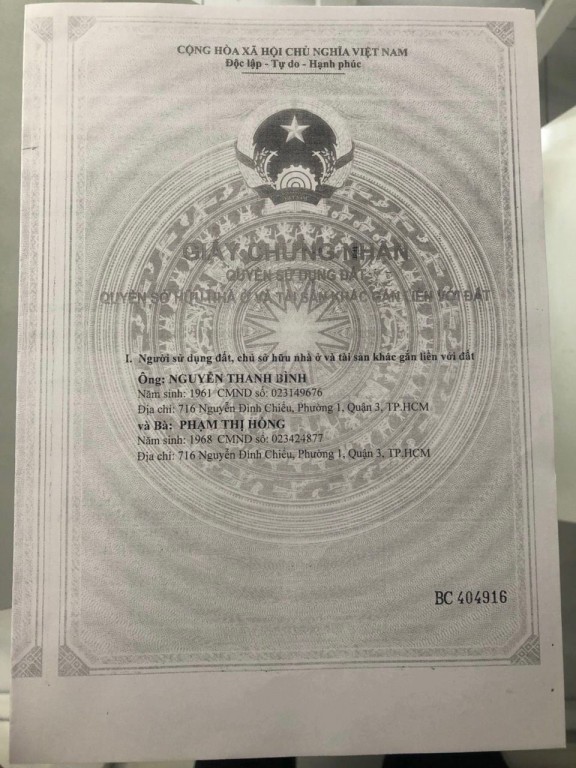 CỘNG HÒA XÃ HỘI CHỦ NGHĨA VIỆT NAM
Độc lập - Tự do - Hạnh phúc
GIẤY CHỨNG NHẬN
QUYỀN SỬ DỤNG ĐẤT
QUYỀN SỞ HỮU NHÀ Ở VÀ TÀI SẢN KHÁC GẮN LIỀN VỚI ĐẤT
I. Người sử dụng đất, chủ sở hữu nhà ở và tài sản khác gắn liền với đất
Ông: NGUYỄN THANH BÌNH
Năm sinh: 1961 CMND số: 023149676
Địa chỉ: 716 Nguyễn Đình Chiểu, Phường 1, Quận 3, TP.HCM
và Bà: PHẠM THỊ HỒNG
Năm sinh: 1968 CMND số: 023424877
Địa chỉ: 716 Nguyễn Đình Chiểu, Phường 1, Quận 3, TP.HCM
BC 404916